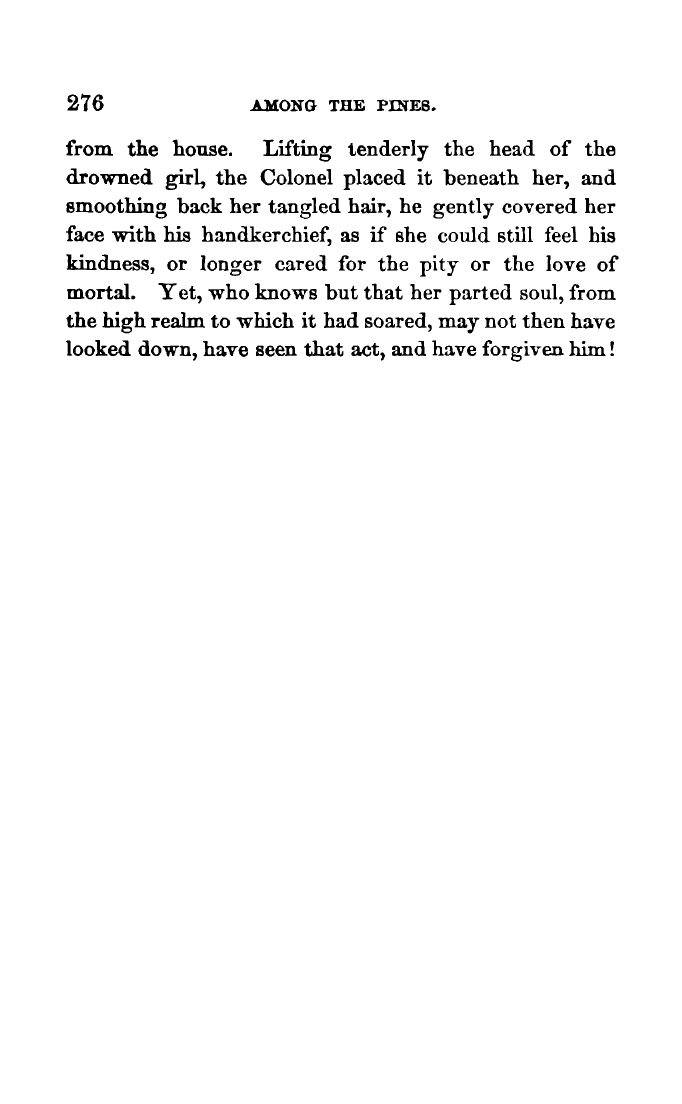 276 AMONG THE PINES.
from the house. Lifting tenderly the head of the
drowned girl, the Colonel placed it beneath her, and
smoothing back her tangled hair, he gently covered her
face with his handkerchief, as if she could still feel his
kindness, or longer cared for the pity or the love of
mortal. Yet, who knows but that her parted soul, from
the high realm to which it had soared, may not then have
looked down, have seen that act, and have forgiven him!